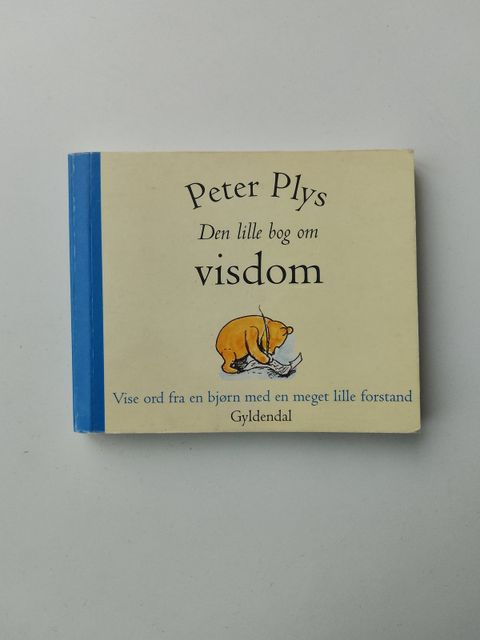 Peter Plys
Den lille bog om
visdom
Vise ord fra en bjørn med en meget lille forstand
Gyldendal